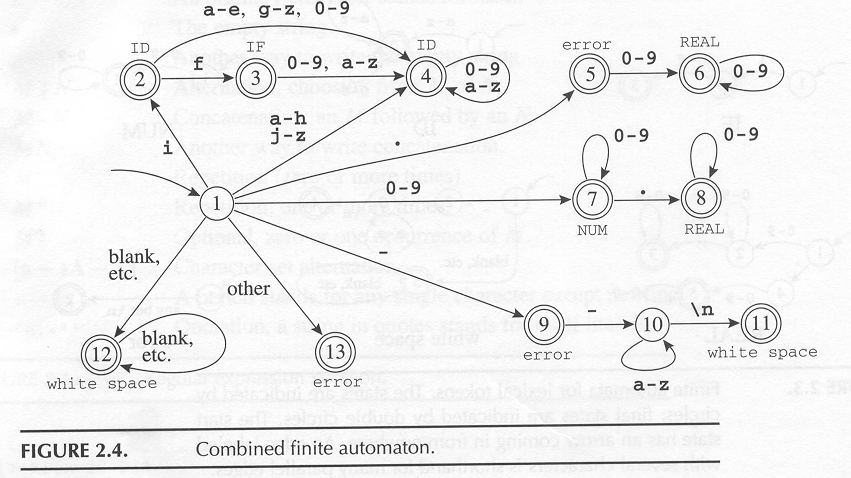 a-e, g-z, 0-9
ID
IF
ID
error
REAL
2
f
3
0-9, a-z
4
0-9
a-z
5
0-9
6
0-9
a-h
j-z
i
.
0-9
0-9
0-9
1
7
.
8
NUM
REAL
-
blank,
etc.
other
12
blank,
etc.
13
9
-
10
\n
11
white space
error
error
white space
a-z
FIGURE 2.4. Combined finite automaton.